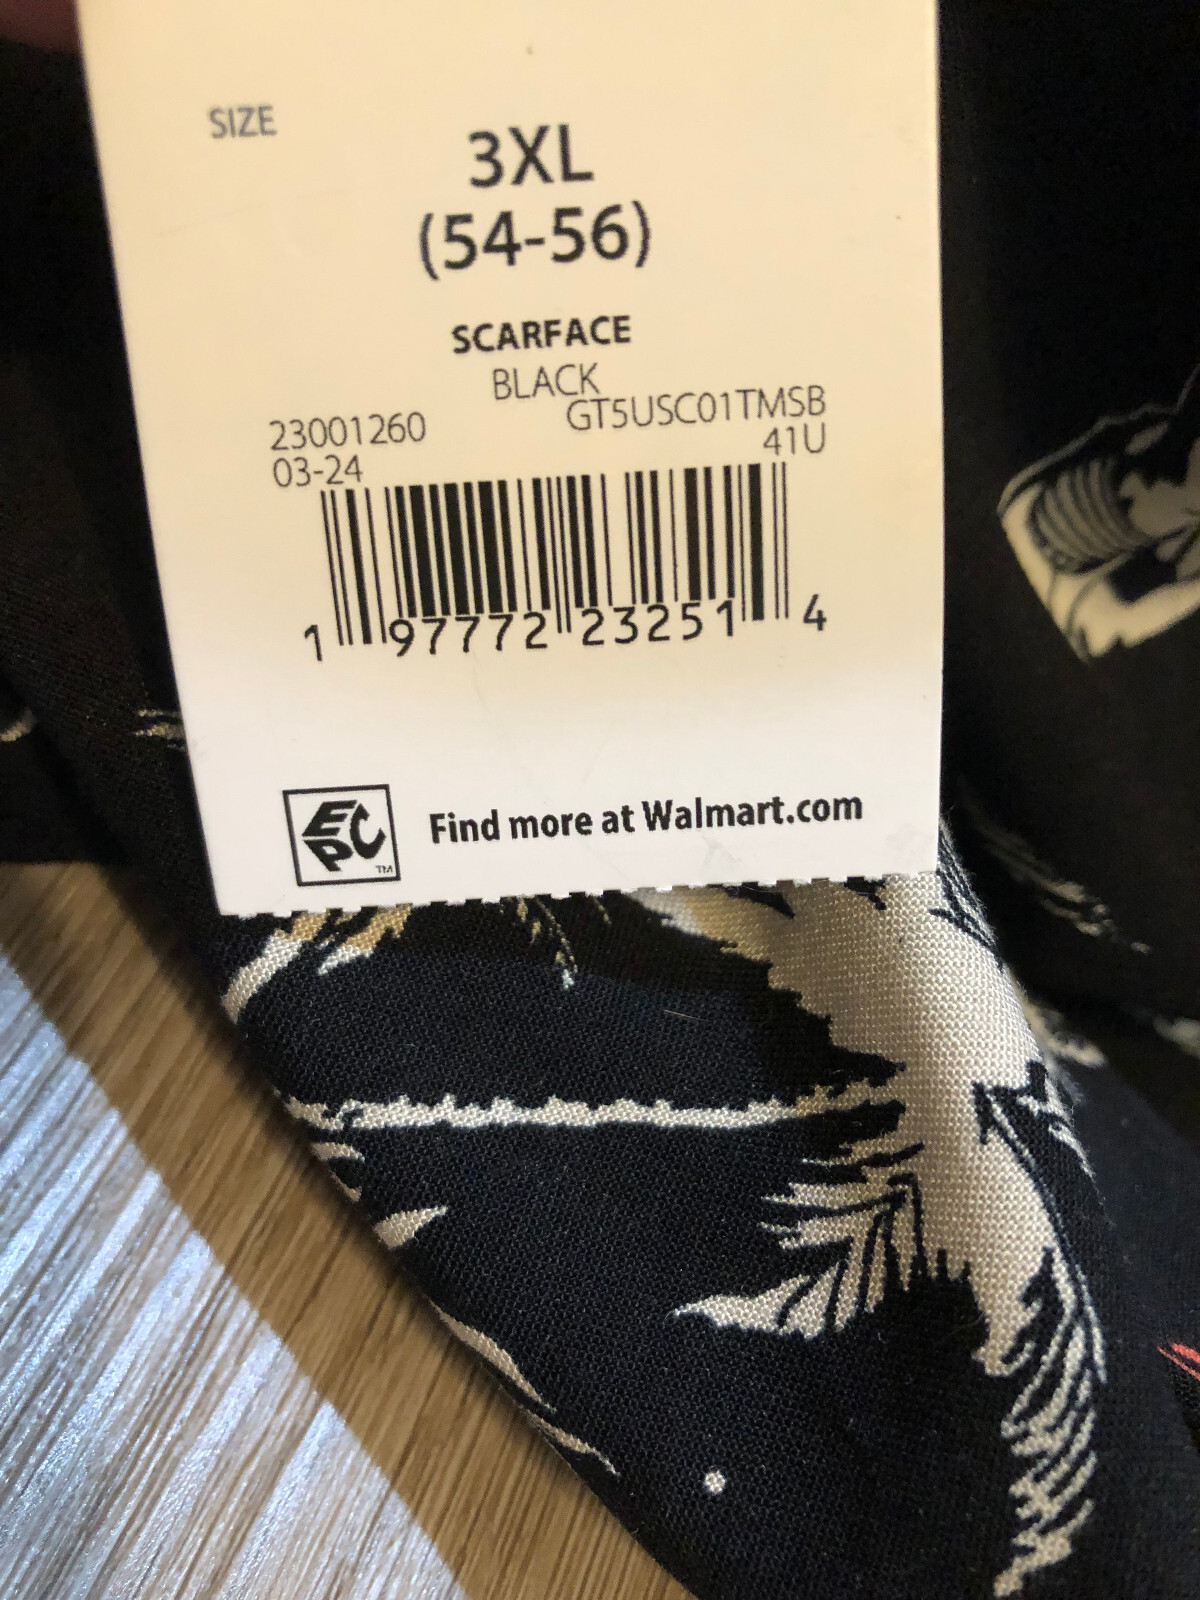 SIZE
3XL
(54-56)
SCARFACE
BLACK
23001260 GT5USC01TMSB
03-24 41U
1 97772 23251 4
EPC TM
Find more at Walmart.com